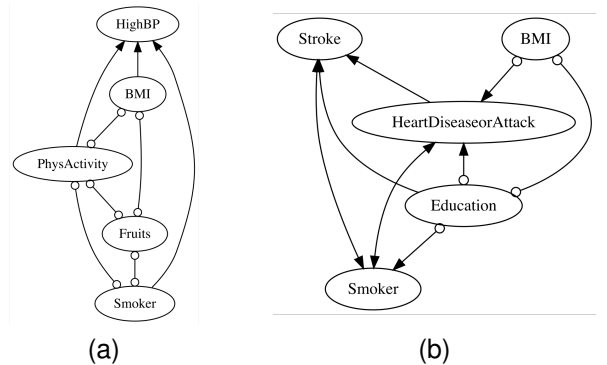 HighBP
BMI
PhysActivity
Fruits
Smoker
(a)
Stroke
BMI
HeartDiseaseorAttack
Education
Smoker
(b)